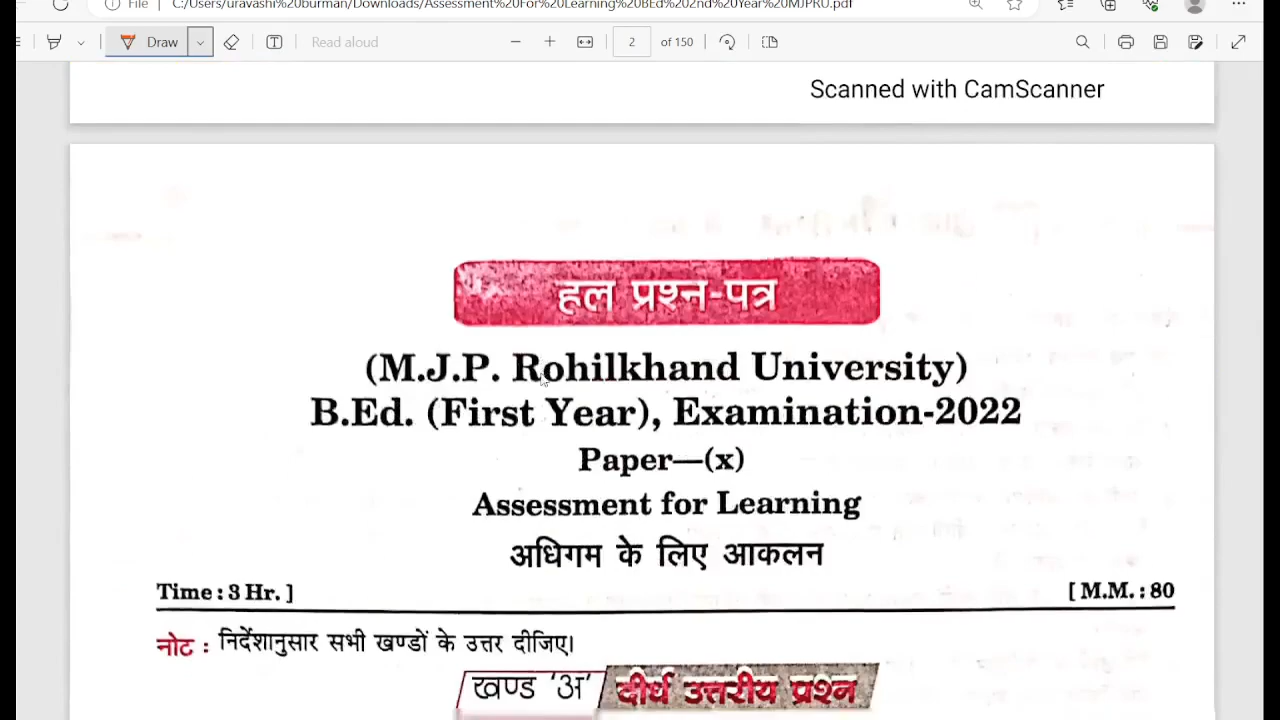 File
C:/Users/uravashi%20burman/Downloads/Assessment%20For%20Learning%20BEd%202nd%20Year%20MJPRU.pdf
Draw
Read aloud
2
of 150
Scanned with CamScanner
हल प्रश्न-पत्र
(M.J.P. Rohilkhand University)
B.Ed. (First Year), Examination-2022
Paper—(x)
Assessment for Learning
अधिगम के लिए आकलन
Time : 3 Hr. ] [ M.M. : 80
नोट : निर्देशानुसार सभी खण्डों के उत्तर दीजिए।
खण्ड ‘अ’ दीर्घ उत्तरीय प्रश्न